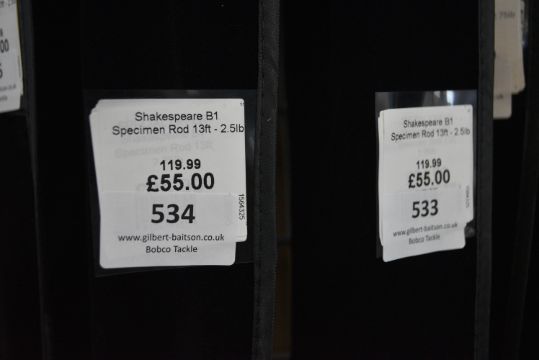 Shakespeare B1
Specimen Rod 13ft - 2.5lb
119.99
£55.00
534
1564325
www.gilbert-baitson.co.uk
Bobco Tackle
Shakespeare B1
Specimen Rod 13ft - 2.5lb
119.99
£55.00
533
1564325
www.gilbert-baitson.co.uk
Bobco Tackle